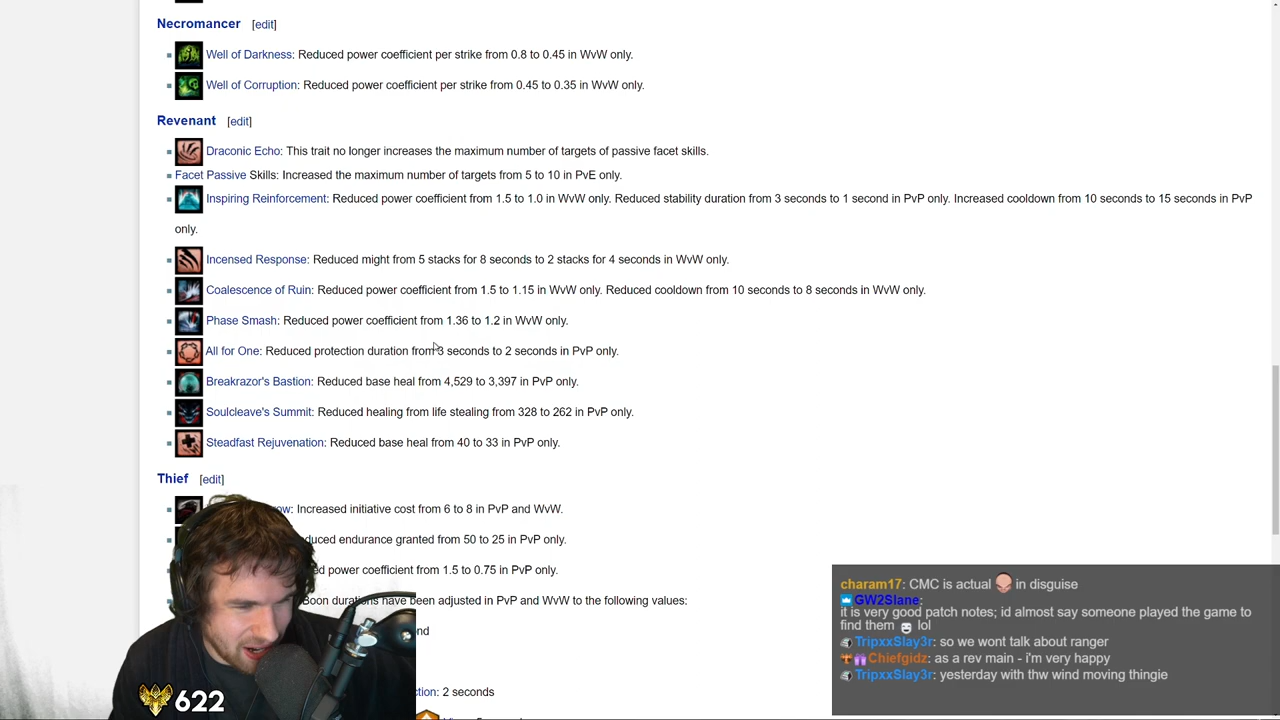 Necromancer [edit]
Well of Darkness: Reduced power coefficient per strike from 0.8 to 0.45 in WvW only.
Well of Corruption: Reduced power coefficient per strike from 0.45 to 0.35 in WvW only.
Revenant [edit]
Draconic Echo: This trait no longer increases the maximum number of targets of passive facet skills.
Facet Passive Skills: Increased the maximum number of targets from 5 to 10 in PvE only.
Inspiring Reinforcement: Reduced power coefficient from 1.5 to 1.0 in WvW only. Reduced stability duration from 3 seconds to 1 second in PvP only. Increased cooldown from 10 seconds to 15 seconds in PvP
only.
Incensed Response: Reduced might from 5 stacks for 8 seconds to 2 stacks for 4 seconds in WvW only.
Coalescence of Ruin: Reduced power coefficient from 1.5 to 1.15 in WvW only. Reduced cooldown from 10 seconds to 8 seconds in WvW only.
Phase Smash: Reduced power coefficient from 1.36 to 1.2 in WvW only.
All for One: Reduced protection duration from 3 seconds to 2 seconds in PvP only.
Breakrazor's Bastion: Reduced base heal from 4,529 to 3,397 in PvP only.
Soulcleave's Summit: Reduced healing from life stealing from 328 to 262 in PvP only.
Steadfast Rejuvenation: Reduced base heal from 40 to 33 in PvP only.
Thief [edit]
Increased initiative cost from 6 to 8 in PvP and WvW.
endurance granted from 50 to 25 in PvP only.
power coefficient from 1.5 to 0.75 in PvP only.
Boon durations have been adjusted in PvP and WvW to the following values:
2 seconds
622
charam17: CMC is actual in disguise
GW2Slane:
it is very good patch notes; id almost say someone played the game to
find them lol
TripxxSlay3r: so we wont talk about ranger
Chiefgidz: as a rev main - i'm very happy
TripxxSlay3r: yesterday with thw wind moving thingie